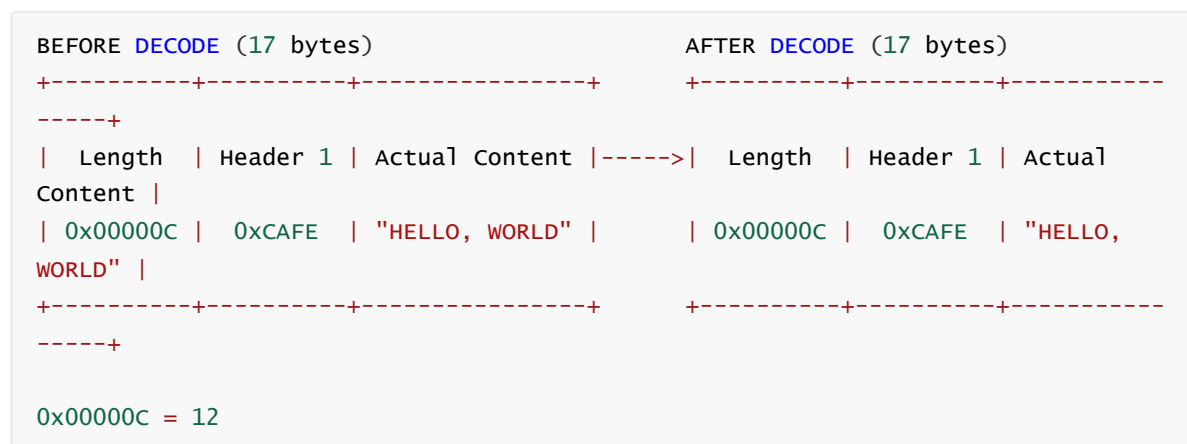 BEFORE DECODE (17 bytes)                   AFTER DECODE (17 bytes)
+----------+----------+----------------+      +----------+----------+-----------
-----+
|  Length  | Header 1 | Actual Content |----->|  Length  | Header 1 | Actual
Content |
| 0x00000C |  0xCAFE  | "HELLO, WORLD" |      | 0x00000C |  0xCAFE  | "HELLO,
WORLD" |
+----------+----------+----------------+      +----------+----------+-----------
-----+
0x00000C = 12